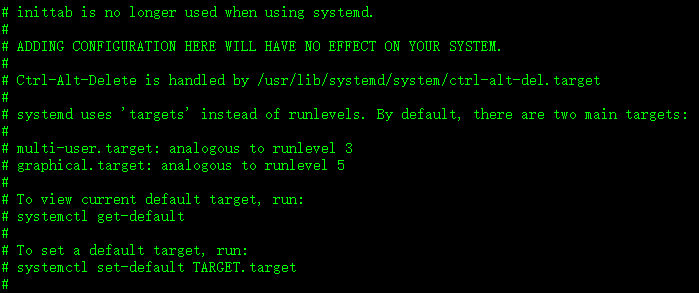 # inittab is no longer used when using systemd.
#
# ADDING CONFIGURATION HERE WILL HAVE NO EFFECT ON YOUR SYSTEM.
#
# Ctrl-Alt-Delete is handled by /usr/lib/systemd/system/ctrl-alt-del.target
#
# systemd uses 'targets' instead of runlevels. By default, there are two main targets:
#
# multi-user.target: analogous to runlevel 3
# graphical.target: analogous to runlevel 5
#
# To view current default target, run:
# systemctl get-default
#
# To set a default target, run:
# systemctl set-default TARGET.target
#